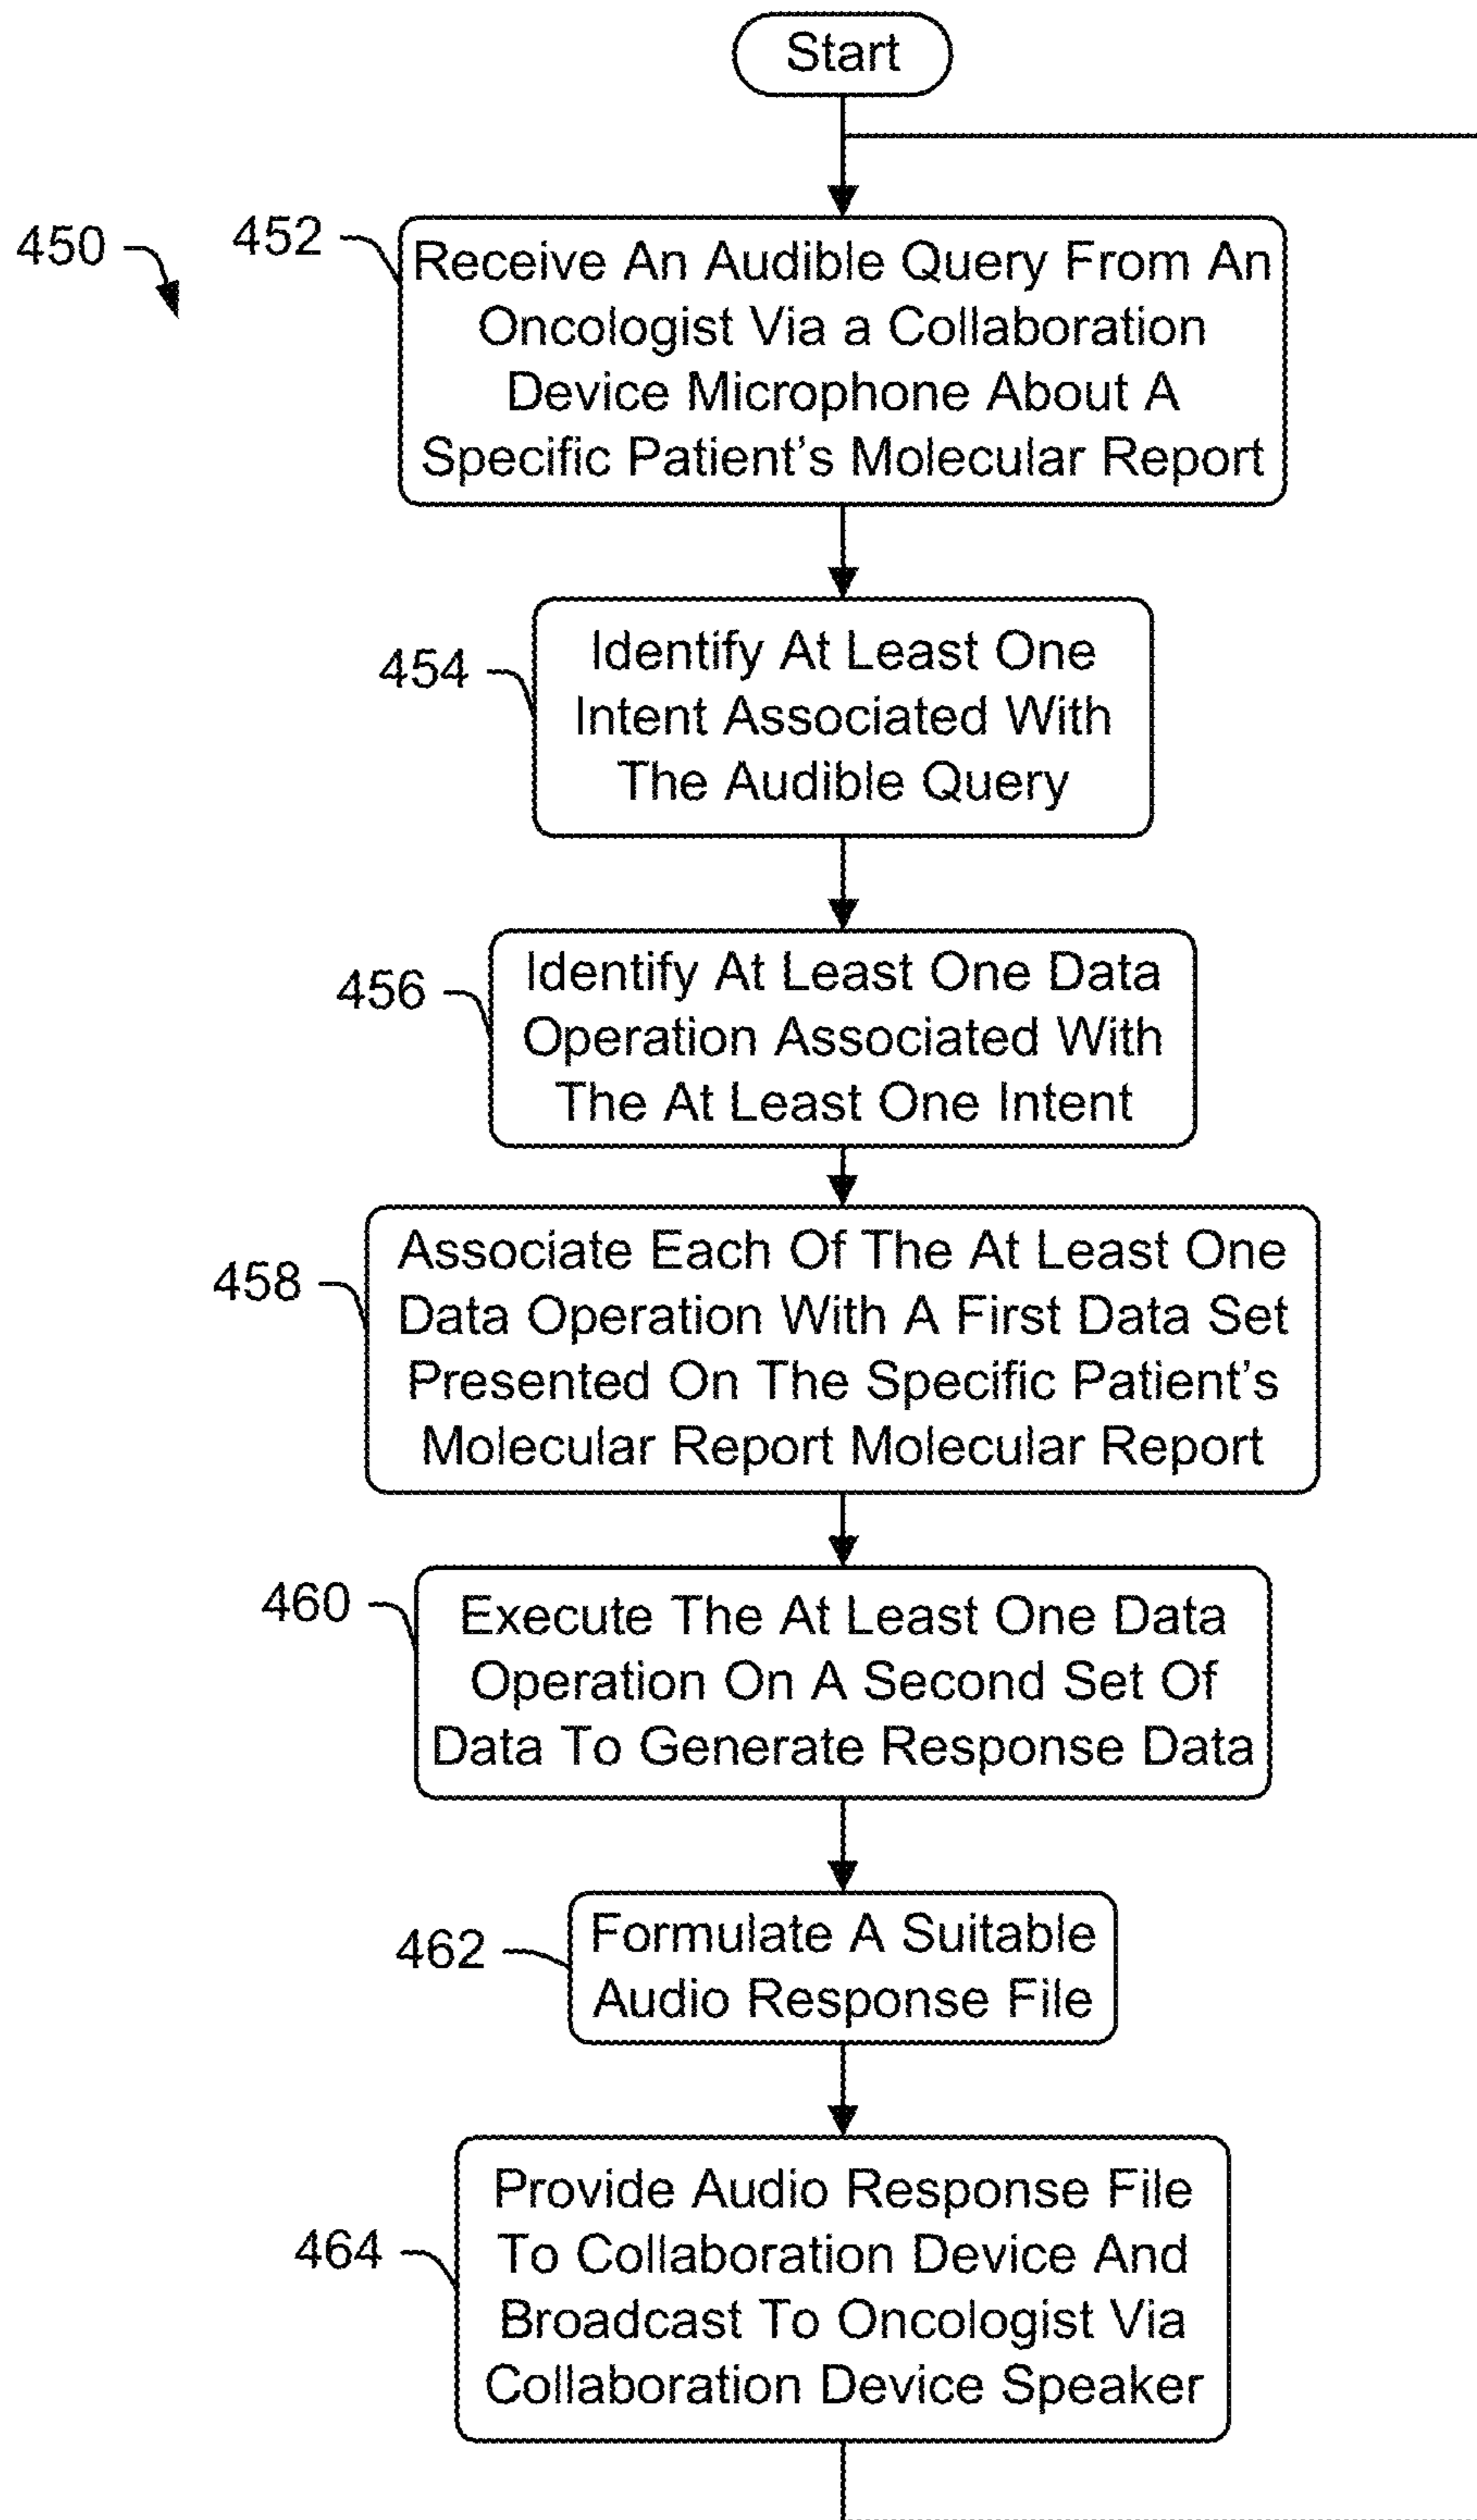 Start
450
452
Receive An Audible Query From An
Oncologist Via a Collaboration
Device Microphone About A
Specific Patient's Molecular Report
454
Identify At Least One
Intent Associated With
The Audible Query
456
Identify At Least One Data
Operation Associated With
The At Least One Intent
458
Associate Each Of The At Least One
Data Operation With A First Data Set
Presented On The Specific Patient's
Molecular Report Molecular Report
460
Execute The At Least One Data
Operation On A Second Set Of
Data To Generate Response Data
462
Formulate A Suitable
Audio Response File
464
Provide Audio Response File
To Collaboration Device And
Broadcast To Oncologist Via
Collaboration Device Speaker